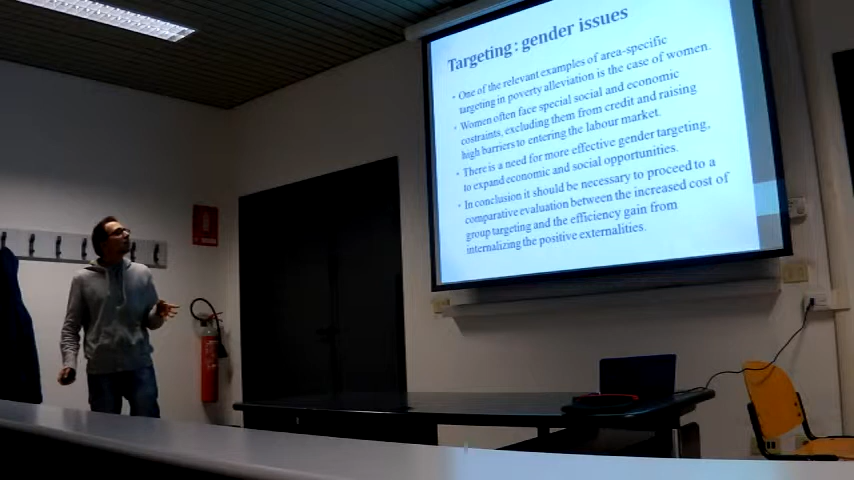 Targeting: gender issues
• One of the relevant examples of area-specific
targeting in poverty alleviation is the case of women.
• Women often face special social and economic
constraints, excluding them from credit and raising
high barriers to entering the labour market.
• There is a need for more effective gender targeting,
to expand economic and social opportunities.
• In conclusion it should be necessary to proceed to a
comparative evaluation between the increased cost of
group targeting and the efficiency gain from
internalizing the positive externalities.